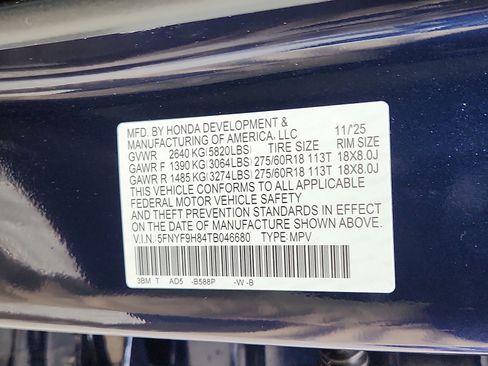 MFD. BY HONDA DEVELOPMENT &
MANUFACTURING OF AMERICA, LLC 11/'25
GVWR 2640 KG(5820LBS) TIRE SIZE RIM SIZE
GAWR F 1390 KG(3064LBS) 275/60R18 113T 18X8.0J
GAWR R 1485 KG(3274LBS) 275/60R18 113T 18X8.0J
THIS VEHICLE CONFORMS TO ALL APPLICABLE
FEDERAL MOTOR VEHICLE SAFETY
AND THEFT PREVENTION STANDARDS IN EFFECT
ON THE DATE OF MANUFACTURE SHOWN ABOVE.
V.I.N. 5FNYF9H84TB046680 TYPE:MPV
3BM T AD5 -B588P -W -B